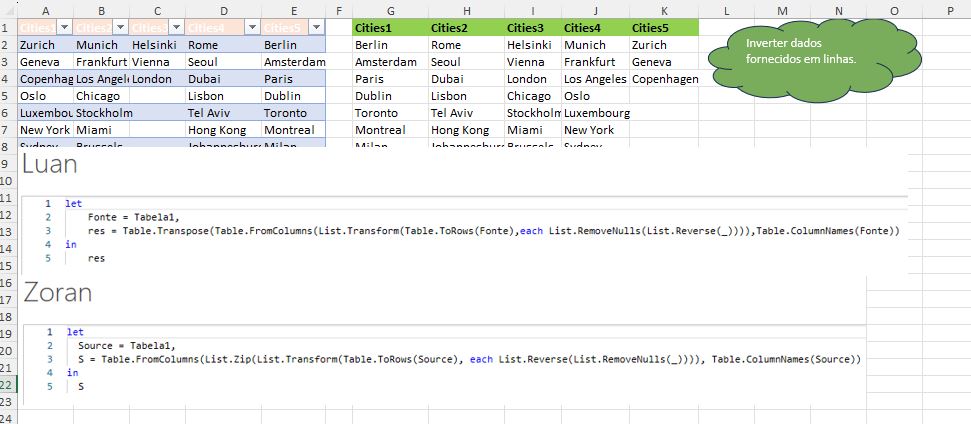 A B C D E F G H I J K L M N O P
1 Cities1 Cities2 Cities3 Cities4 Cities5 Cities1 Cities2 Cities3 Cities4 Cities5
2 Zurich Munich Helsinki Rome Berlin Berlin Rome Helsinki Munich Zurich
3 Geneva Frankfurt Vienna Seoul Amsterdam Amsterdam Seoul Vienna Frankfurt Geneva
4 Copenhag Los Angele London Dubai Paris Paris Dubai London Los Angeles Copenhagen
5 Oslo Chicago Lisbon Dublin Dublin Lisbon Chicago Oslo
6 Luxembou Stockholm Tel Aviv Toronto Toronto Tel Aviv Stockholm Luxembourg
7 New York Miami Hong Kong Montreal Montreal Hong Kong Miami New York
8 Sydney Brussels Johannesburg Milan Milan Johannesburg Brussels Sydney
Inverter dados
fornecidos em linhas.
9
Luan
10
11
12
13
14
15
1 let
2 Fonte = Tabela1,
3 res = Table.Transpose(Table.FromColumns(List.Transform(Table.ToRows(Fonte),each List.RemoveNulls(List.Reverse(_)))),Table.ColumnNames(Fonte))
4 in
5 res
16
Zoran
17
18
19
20
21
22
23
24
1 let
2 Source = Tabela1,
3 S = Table.FromColumns(List.Zip(List.Transform(Table.ToRows(Source), each List.Reverse(List.RemoveNulls(_)))), Table.ColumnNames(Source))
4 in
5 S